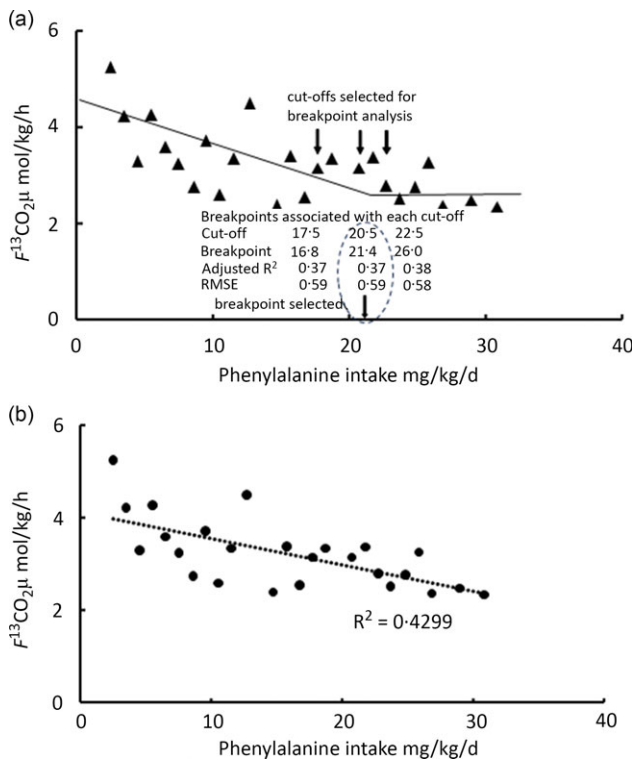 (a)
6
4
2
0
F¹³CO₂µ mol/kg/h
cut-offs selected for
breakpoint analysis
Breakpoints associated with each cut-off
Cut-off 17·5 20·5 22·5
Breakpoint 16·8 21·4 26·0
Adjusted R² 0·37 0·37 0·38
RMSE 0·59 0·59 0·58
breakpoint selected
0 10 20 30 40
Phenylalanine intake mg/kg/d
(b)
6
4
2
0
F¹³CO₂µ mol/kg/h
R² = 0·4299
0 10 20 30 40
Phenylalanine intake mg/kg/d